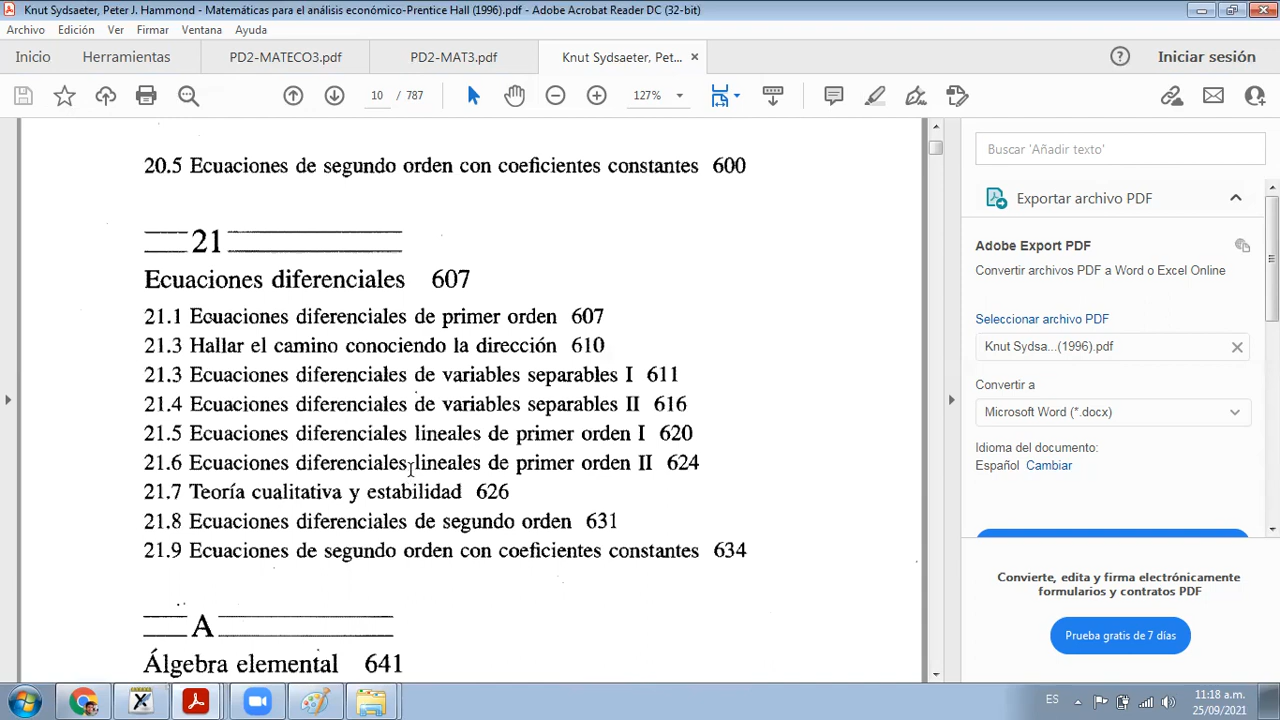 Knut Sydsaeter, Peter J. Hammond - Matemáticas para el análisis económico-Prentice Hall (1996).pdf - Adobe Acrobat Reader DC (32-bit)
Archivo Edición Ver Firmar Ventana Ayuda
Inicio Herramientas PD2-MATECO3.pdf PD2-MAT3.pdf Knut Sydsaeter, Pet... Iniciar sesión
10 / 787 127%
20.5 Ecuaciones de segundo orden con coeficientes constantes 600
21
Ecuaciones diferenciales 607
21.1 Ecuaciones diferenciales de primer orden 607
21.3 Hallar el camino conociendo la dirección 610
21.3 Ecuaciones diferenciales de variables separables I 611
21.4 Ecuaciones diferenciales de variables separables II 616
21.5 Ecuaciones diferenciales lineales de primer orden I 620
21.6 Ecuaciones diferenciales lineales de primer orden II 624
21.7 Teoría cualitativa y estabilidad 626
21.8 Ecuaciones diferenciales de segundo orden 631
21.9 Ecuaciones de segundo orden con coeficientes constantes 634
A
Álgebra elemental 641
Buscar 'Añadir texto'
Exportar archivo PDF
Adobe Export PDF
Convertir archivos PDF a Word o Excel Online
Seleccionar archivo PDF
Knut Sydsa...(1996).pdf
Convertir a
Microsoft Word (*.docx)
Idioma del documento:
Español Cambiar
Convierte, edita y firma electrónicamente
formularios y contratos PDF
Prueba gratis de 7 días
ES
11:18 a.m.
25/09/2021